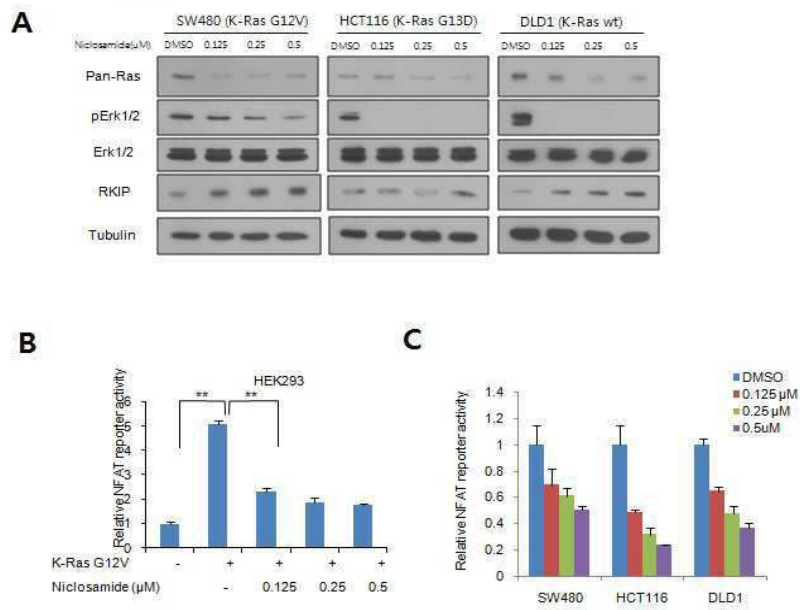 A
SW480 (K-Ras G12V) HCT116 (K-Ras G13D) DLD1 (K-Ras wt)
Niclosamide(uM) DMSO 0.125 0.25 0.5 DMSO 0.125 0.25 0.5 DMSO 0.125 0.25 0.5
Pan-Ras
pErk1/2
Erk1/2
RKIP
Tubulin
B
HEK293
** **
Relative NFAT reporter activity
6
5
4
3
2
1
0
K-Ras G12V - + + + +
Niclosamide (μM) - 0.125 0.25 0.5
C
DMSO
0.125 μM
0.25 μM
0.5uM
Relative NFAT reporter activity
1.4
1.2
1
0.8
0.6
0.4
0.2
0
SW480 HCT116 DLD1